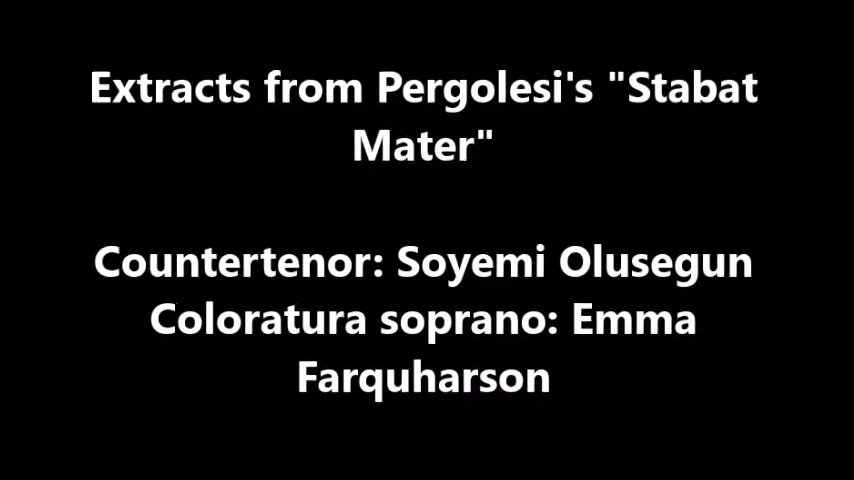 Extracts from Pergolesi's "Stabat
Mater"
Countertenor: Soyemi Olusegun
Coloratura soprano: Emma
Farquharson